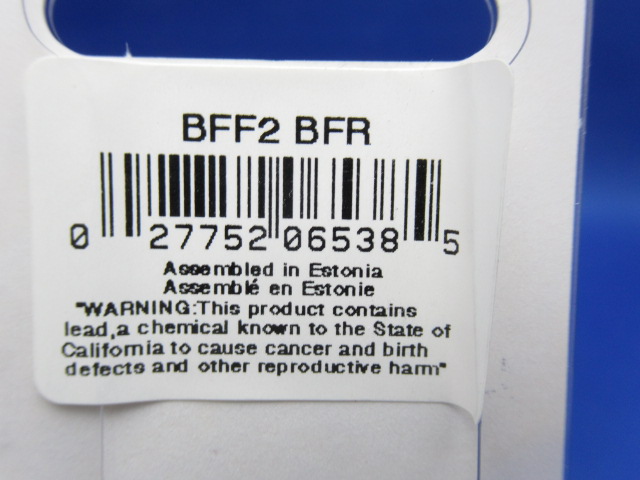 BFF2 BFR
0 27752 06538 5
Assembled in Estonia
Assemblé en Estonie
"WARNING:This product contains
lead,a chemical known to the State of
California to cause cancer and birth
defects and other reproductive harm"